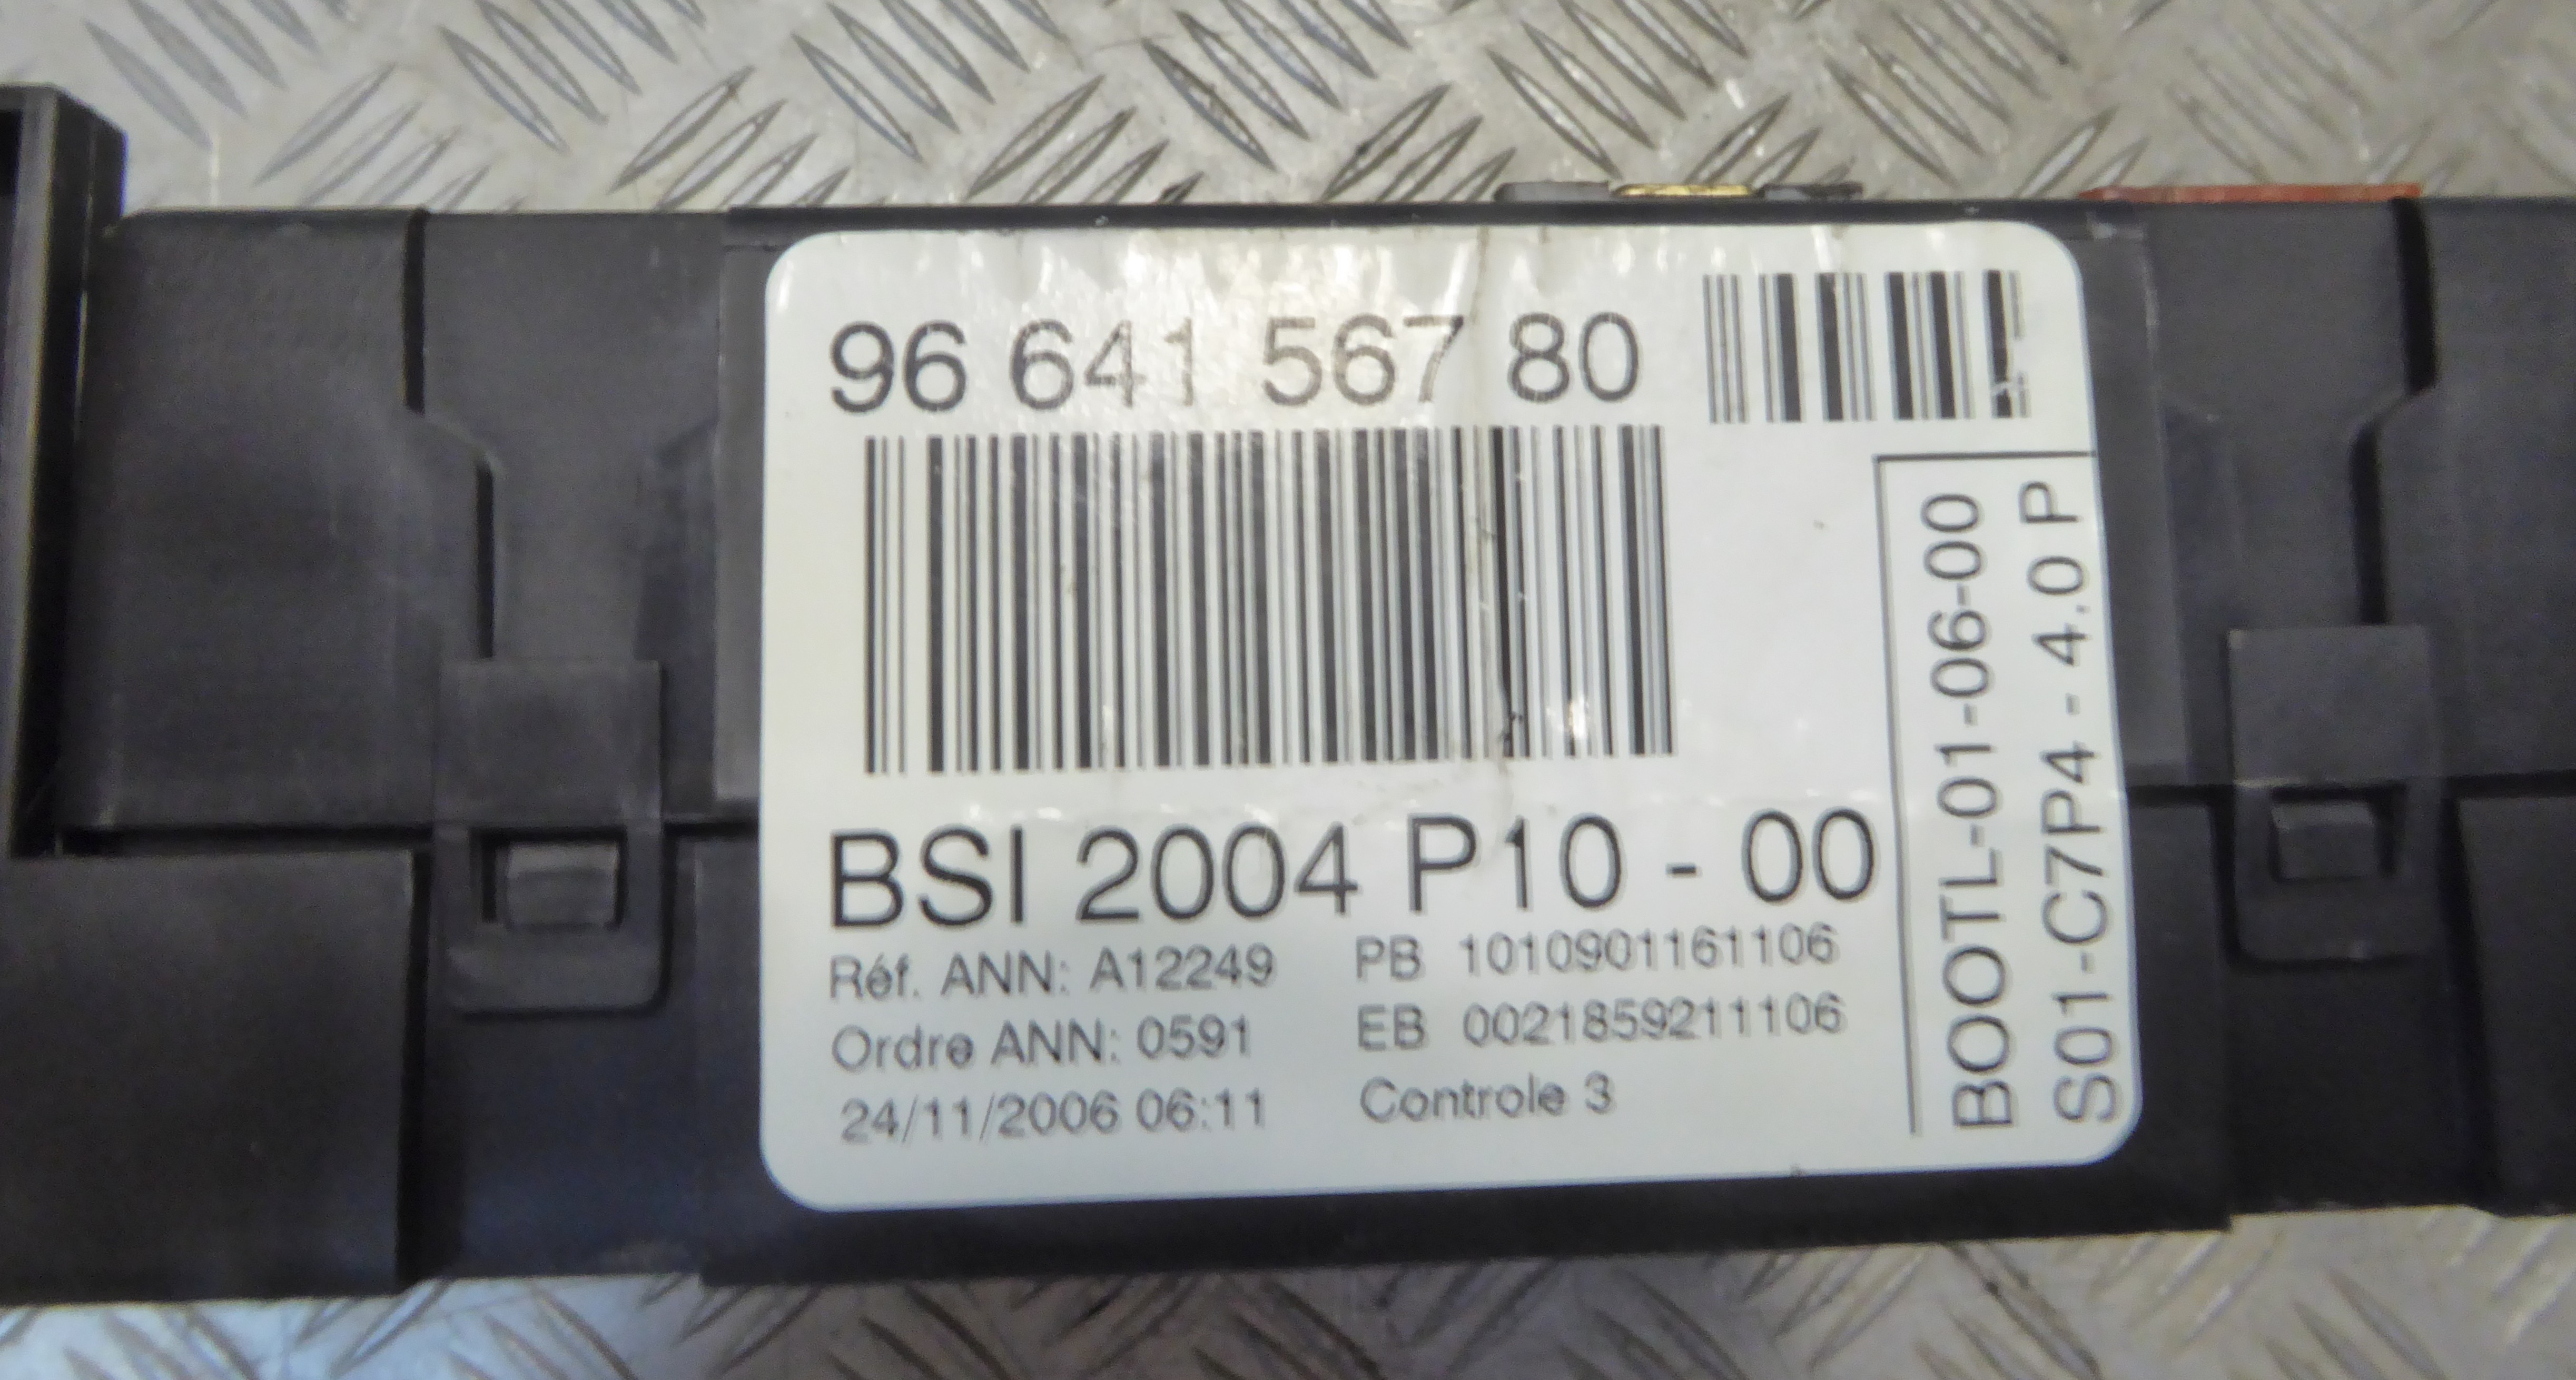 96 641 567 80
BSI 2004 P10 - 00
Réf. ANN: A12249 PB 1010901161106
Ordre ANN: 0591 EB 0021859211106
24/11/2006 06:11 Controle 3
BOOTL-01-06-00
S01-C7P4 - 4.0 P